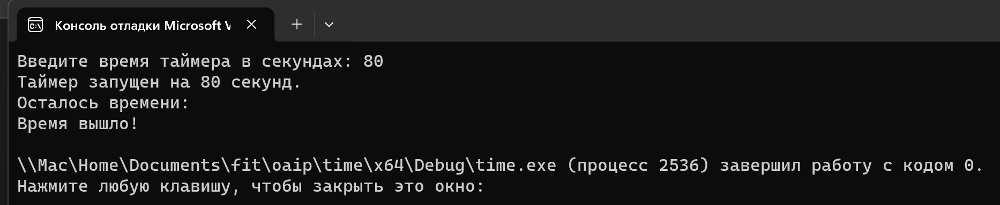 Консоль отладки Microsoft V
Введите время таймера в секундах: 80
Таймер запущен на 80 секунд.
Осталось времени:
Время вышло!
\\Mac\Home\Documents\fit\oaip\time\x64\Debug\time.exe (процесс 2536) завершил работу с кодом 0.
Нажмите любую клавишу, чтобы закрыть это окно: